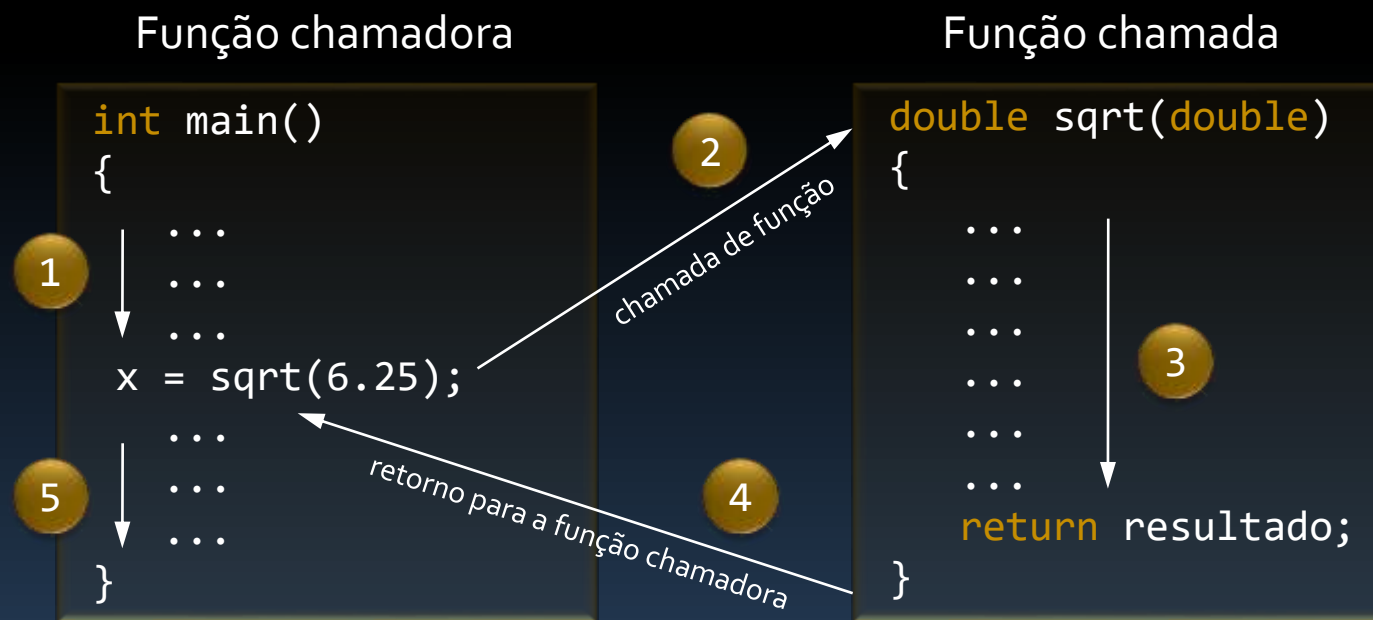 Função chamadora
int main()
{
...
1
...
...
x = sqrt(6.25);
...
5
...
...
}
2
chamada de função
retorno para a função chamadora
4
Função chamada
double sqrt(double)
{
...
...
...
3
...
...
...
return resultado;
}